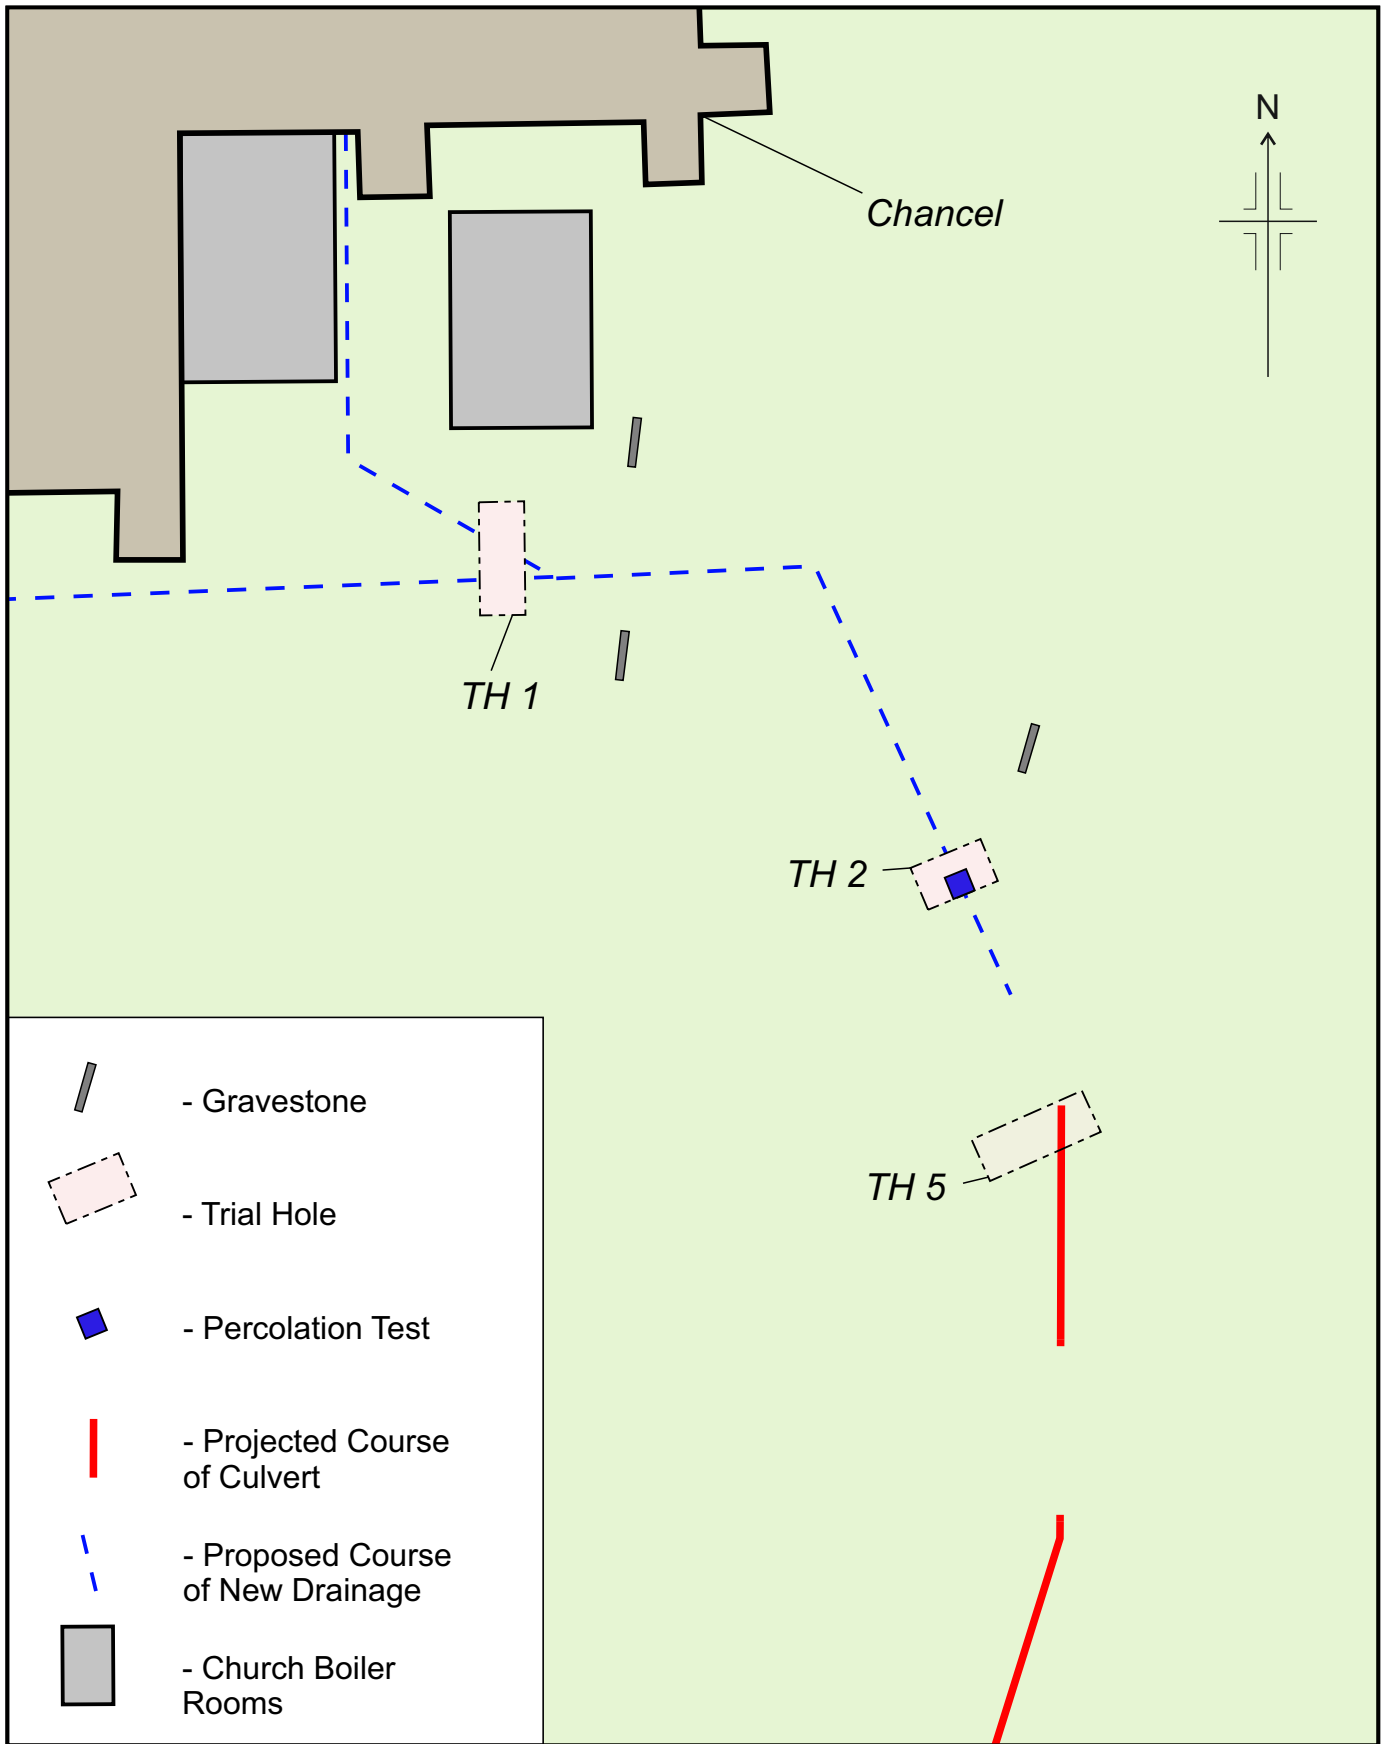 N
Chancel
TH 1
TH 2
TH 5
- Gravestone
- Trial Hole
- Percolation Test
- Projected Course
of Culvert
- Proposed Course
of New Drainage
- Church Boiler
Rooms